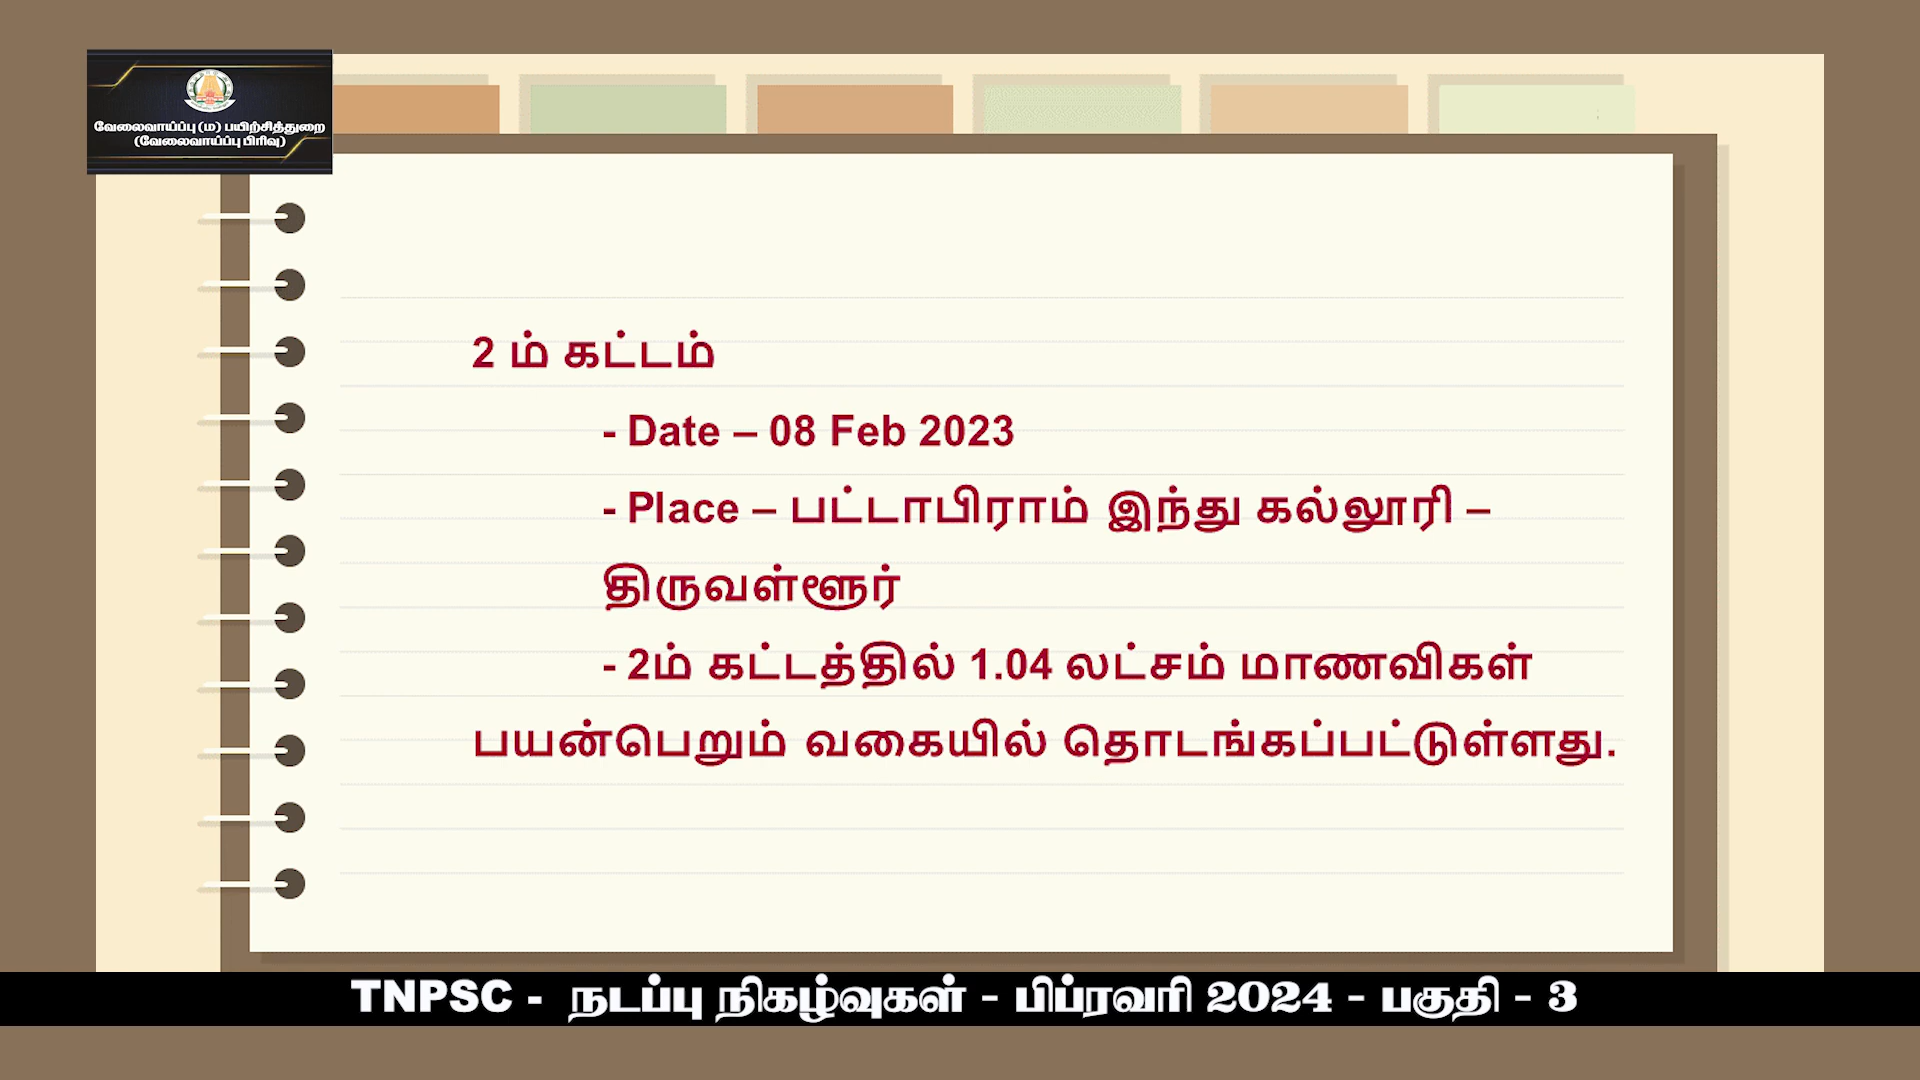 வேலைவாய்ப்பு (ம) பயிற்சித்துறை
(வேலைவாய்ப்பு பிரிவு)
2 ம் கட்டம்
- Date – 08 Feb 2023
- Place – பட்டாபிராம் இந்து கல்லூரி –
திருவள்ளூர்
- 2ம் கட்டத்தில் 1.04 லட்சம் மாணவிகள்
பயன்பெறும் வகையில் தொடங்கப்பட்டுள்ளது.
TNPSC - நடப்பு நிகழ்வுகள் - பிப்ரவரி 2024 - பகுதி - 3